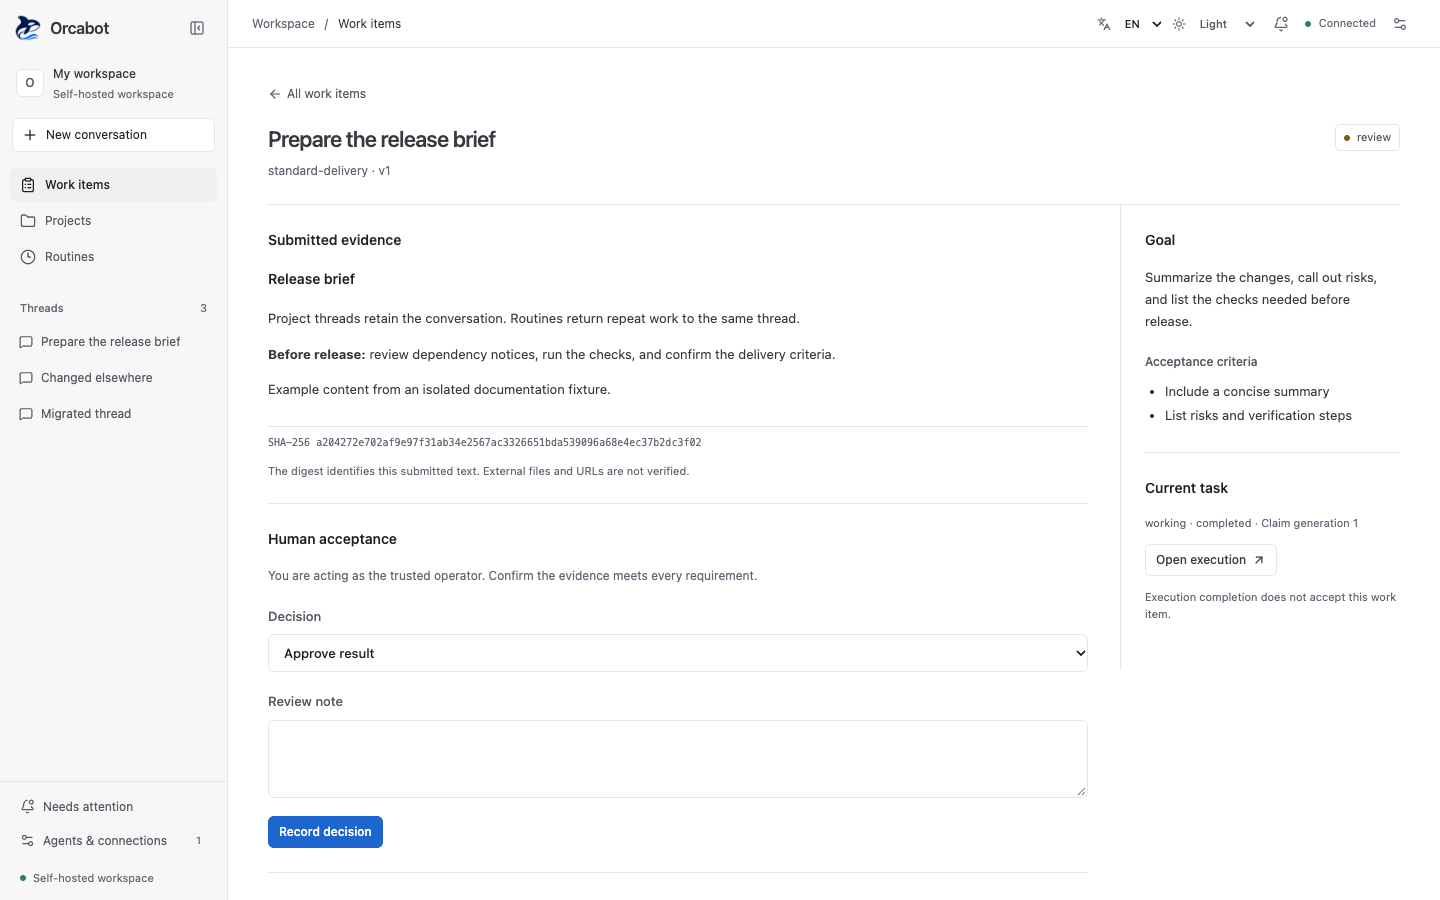 Orcabot
O
My workspace
Self-hosted workspace
New conversation
Work items
Projects
Routines
Threads 3
Prepare the release brief
Changed elsewhere
Migrated thread
Needs attention
Agents & connections 1
Self-hosted workspace
Workspace / Work items
EN
Light
Connected
All work items
Prepare the release brief
review
standard-delivery · v1
Submitted evidence
Release brief
Project threads retain the conversation. Routines return repeat work to the same thread.
Before release: review dependency notices, run the checks, and confirm the delivery criteria.
Example content from an isolated documentation fixture.
SHA-256 a204272e702af9e97f31ab34e2567ac3326651bda539096a68e4ec37b2dc3f02
The digest identifies this submitted text. External files and URLs are not verified.
Human acceptance
You are acting as the trusted operator. Confirm the evidence meets every requirement.
Decision
Approve result
Review note
Record decision
Goal
Summarize the changes, call out risks,
and list the checks needed before
release.
Acceptance criteria
• Include a concise summary
• List risks and verification steps
Current task
working · completed · Claim generation 1
Open execution
Execution completion does not accept this work
item.